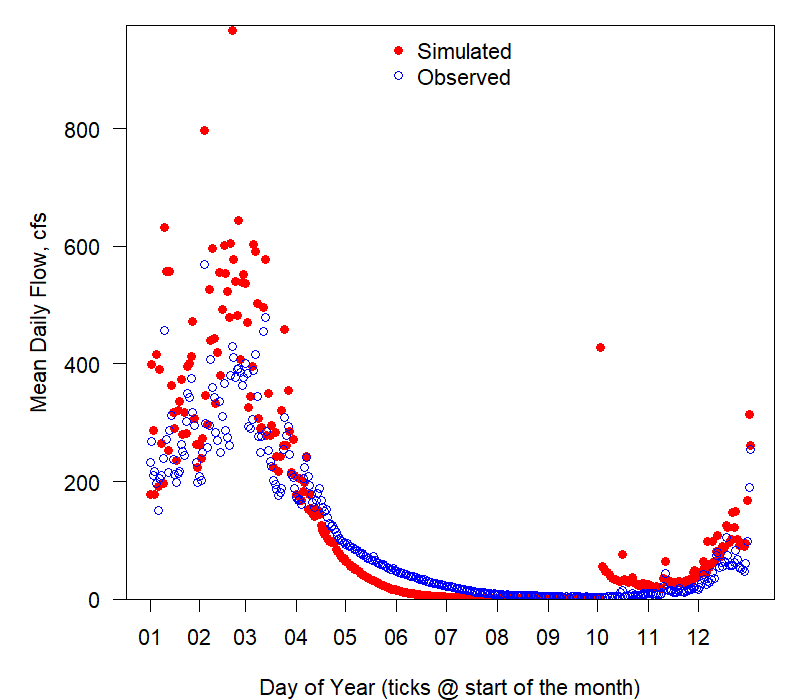 Simulated
Observed
800
600
400
200
0
Mean Daily Flow, cfs
01 02 03 04 05 06 07 08 09 10 11 12
Day of Year (ticks @ start of the month)